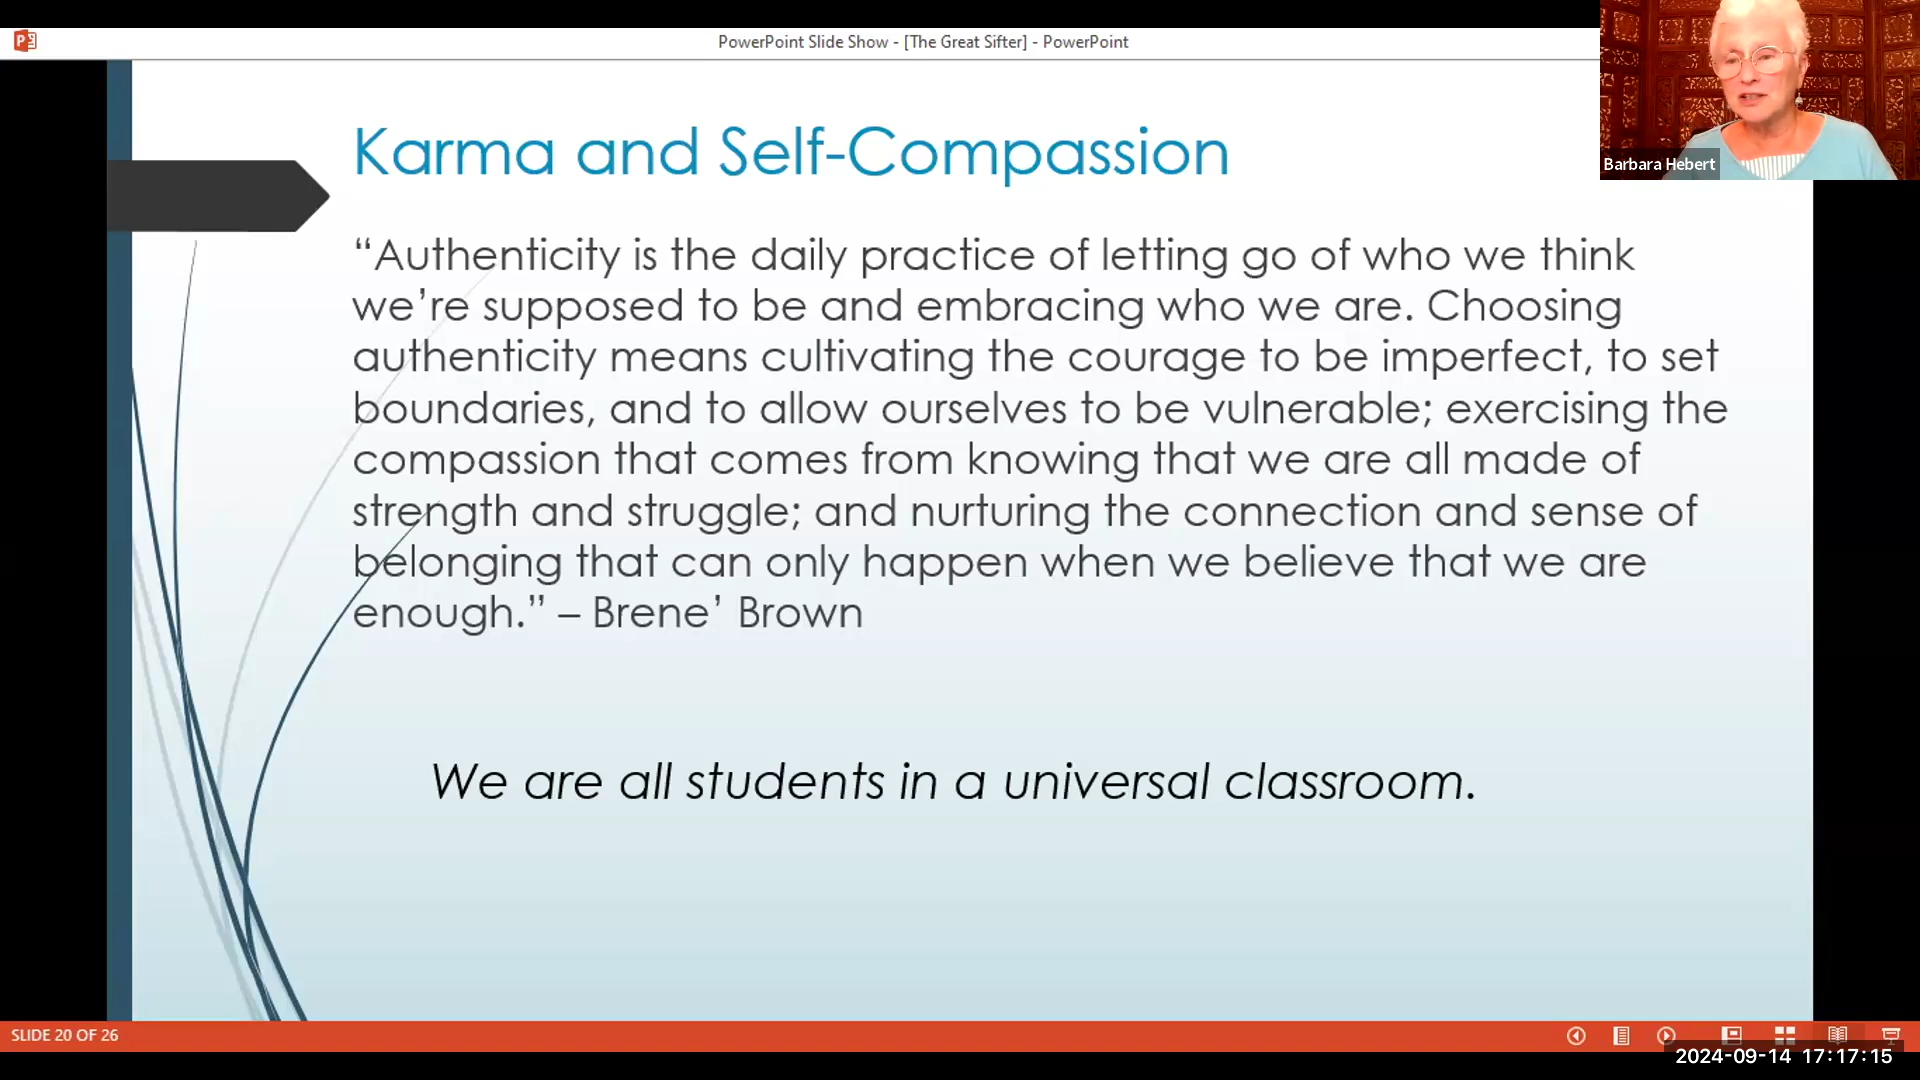 PowerPoint Slide Show - [The Great Sifter] - PowerPoint
Barbara Hebert
Karma and Self-Compassion
“Authenticity is the daily practice of letting go of who we think
we’re supposed to be and embracing who we are. Choosing
authenticity means cultivating the courage to be imperfect, to set
boundaries, and to allow ourselves to be vulnerable; exercising the
compassion that comes from knowing that we are all made of
strength and struggle; and nurturing the connection and sense of
belonging that can only happen when we believe that we are
enough.” – Brene’ Brown
We are all students in a universal classroom.
SLIDE 20 OF 26
2024-09-14 17:17:15